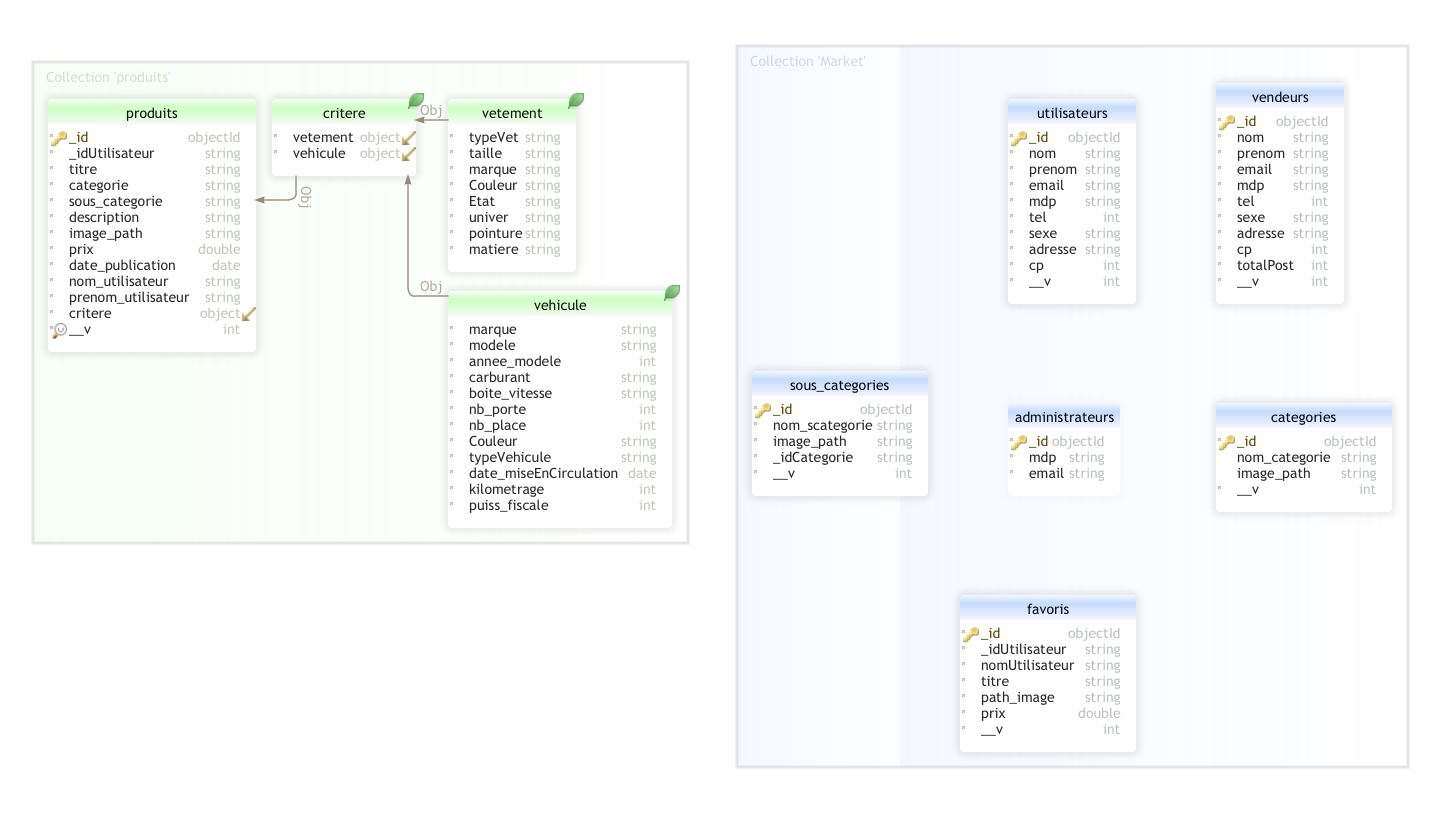 Collection 'produits'
produits
_id objectId
_idUtilisateur string
titre string
categorie string
sous_categorie string
description string
image_path string
prix double
date_publication date
nom_utilisateur string
prenom_utilisateur string
critere object
__v int
critere
vetement object
vehicule object
Obj
Obj
vetement
typeVet string
taille string
marque string
Couleur string
Etat string
univer string
pointure string
matiere string
Obj
vehicule
marque string
modele string
annee_modele int
carburant string
boite_vitesse string
nb_porte int
nb_place int
Couleur string
typeVehicule string
date_miseEnCirculation date
kilometrage int
puiss_fiscale int
Collection 'Market'
utilisateurs
_id objectId
nom string
prenom string
email string
mdp string
tel int
sexe string
adresse string
cp int
__v int
vendeurs
_id objectId
nom string
prenom string
email string
mdp string
tel int
sexe string
adresse string
cp int
totalPost int
__v int
sous_categories
_id objectId
nom_scategorie string
image_path string
_idCategorie string
__v int
administrateurs
_id objectId
mdp string
email string
categories
_id objectId
nom_categorie string
image_path string
__v int
favoris
_id objectId
_idUtilisateur string
nomUtilisateur string
titre string
path_image string
prix double
__v int